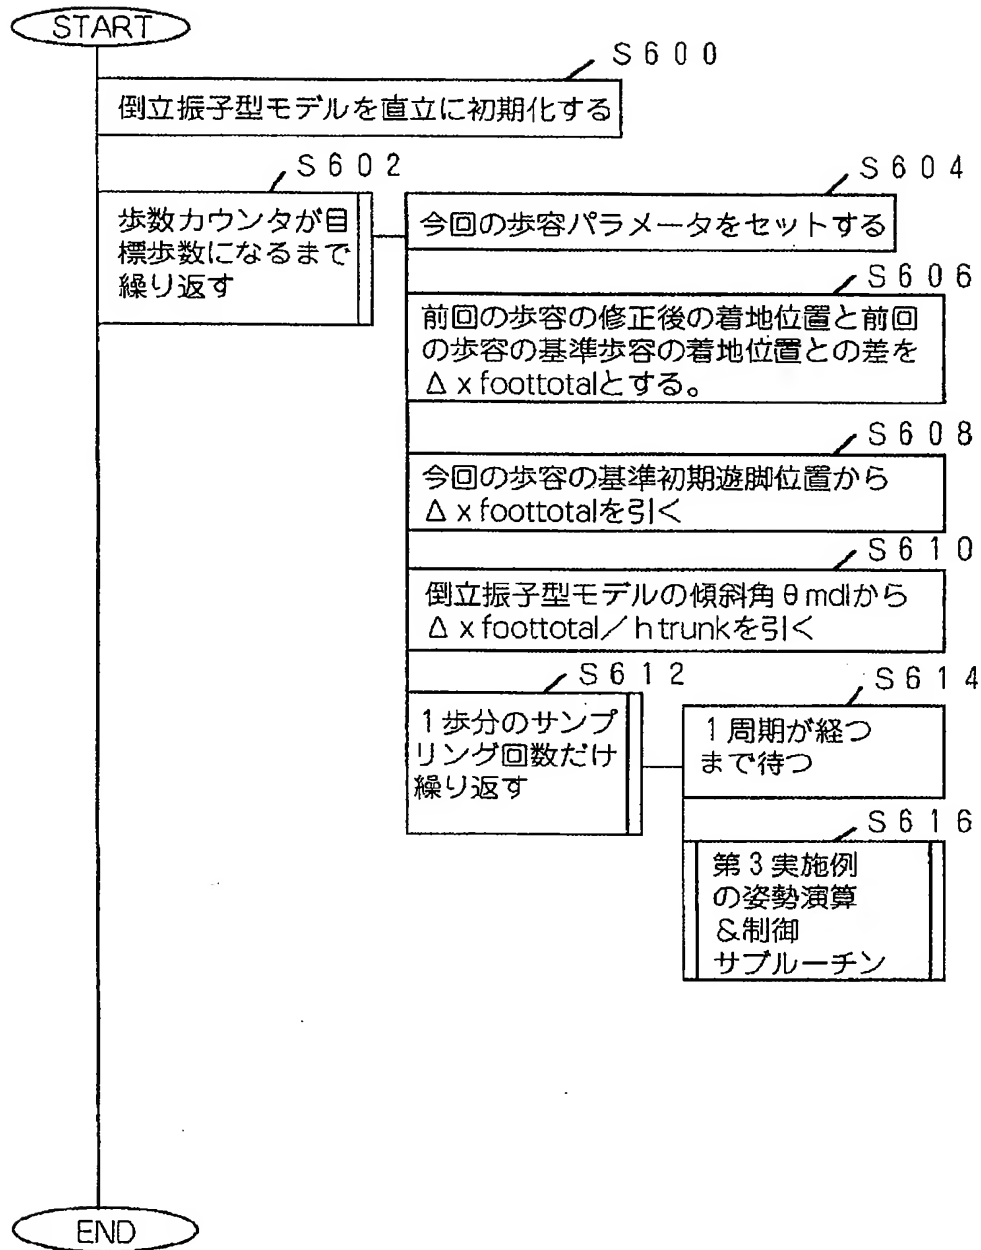 START
S600
倒立振子型モデルを直立に初期化する
S602
歩数カウンタが目
標歩数になるまで
繰り返す
S604
今回の歩容パラメータをセットする
S606
前回の歩容の修正後の着地位置と前回
の歩容の基準歩容の着地位置との差を
Δxfoottotalとする。
S608
今回の歩容の基準初期遊脚位置から
Δxfoottotalを引く
S610
倒立振子型モデルの傾斜角θmdlから
Δxfoottotal／htrunkを引く
S612
1歩分のサンプ
リング回数だけ
繰り返す
S614
1周期が経つ
まで待つ
S616
第3実施例
の姿勢演算
&制御
サブルーチン
END